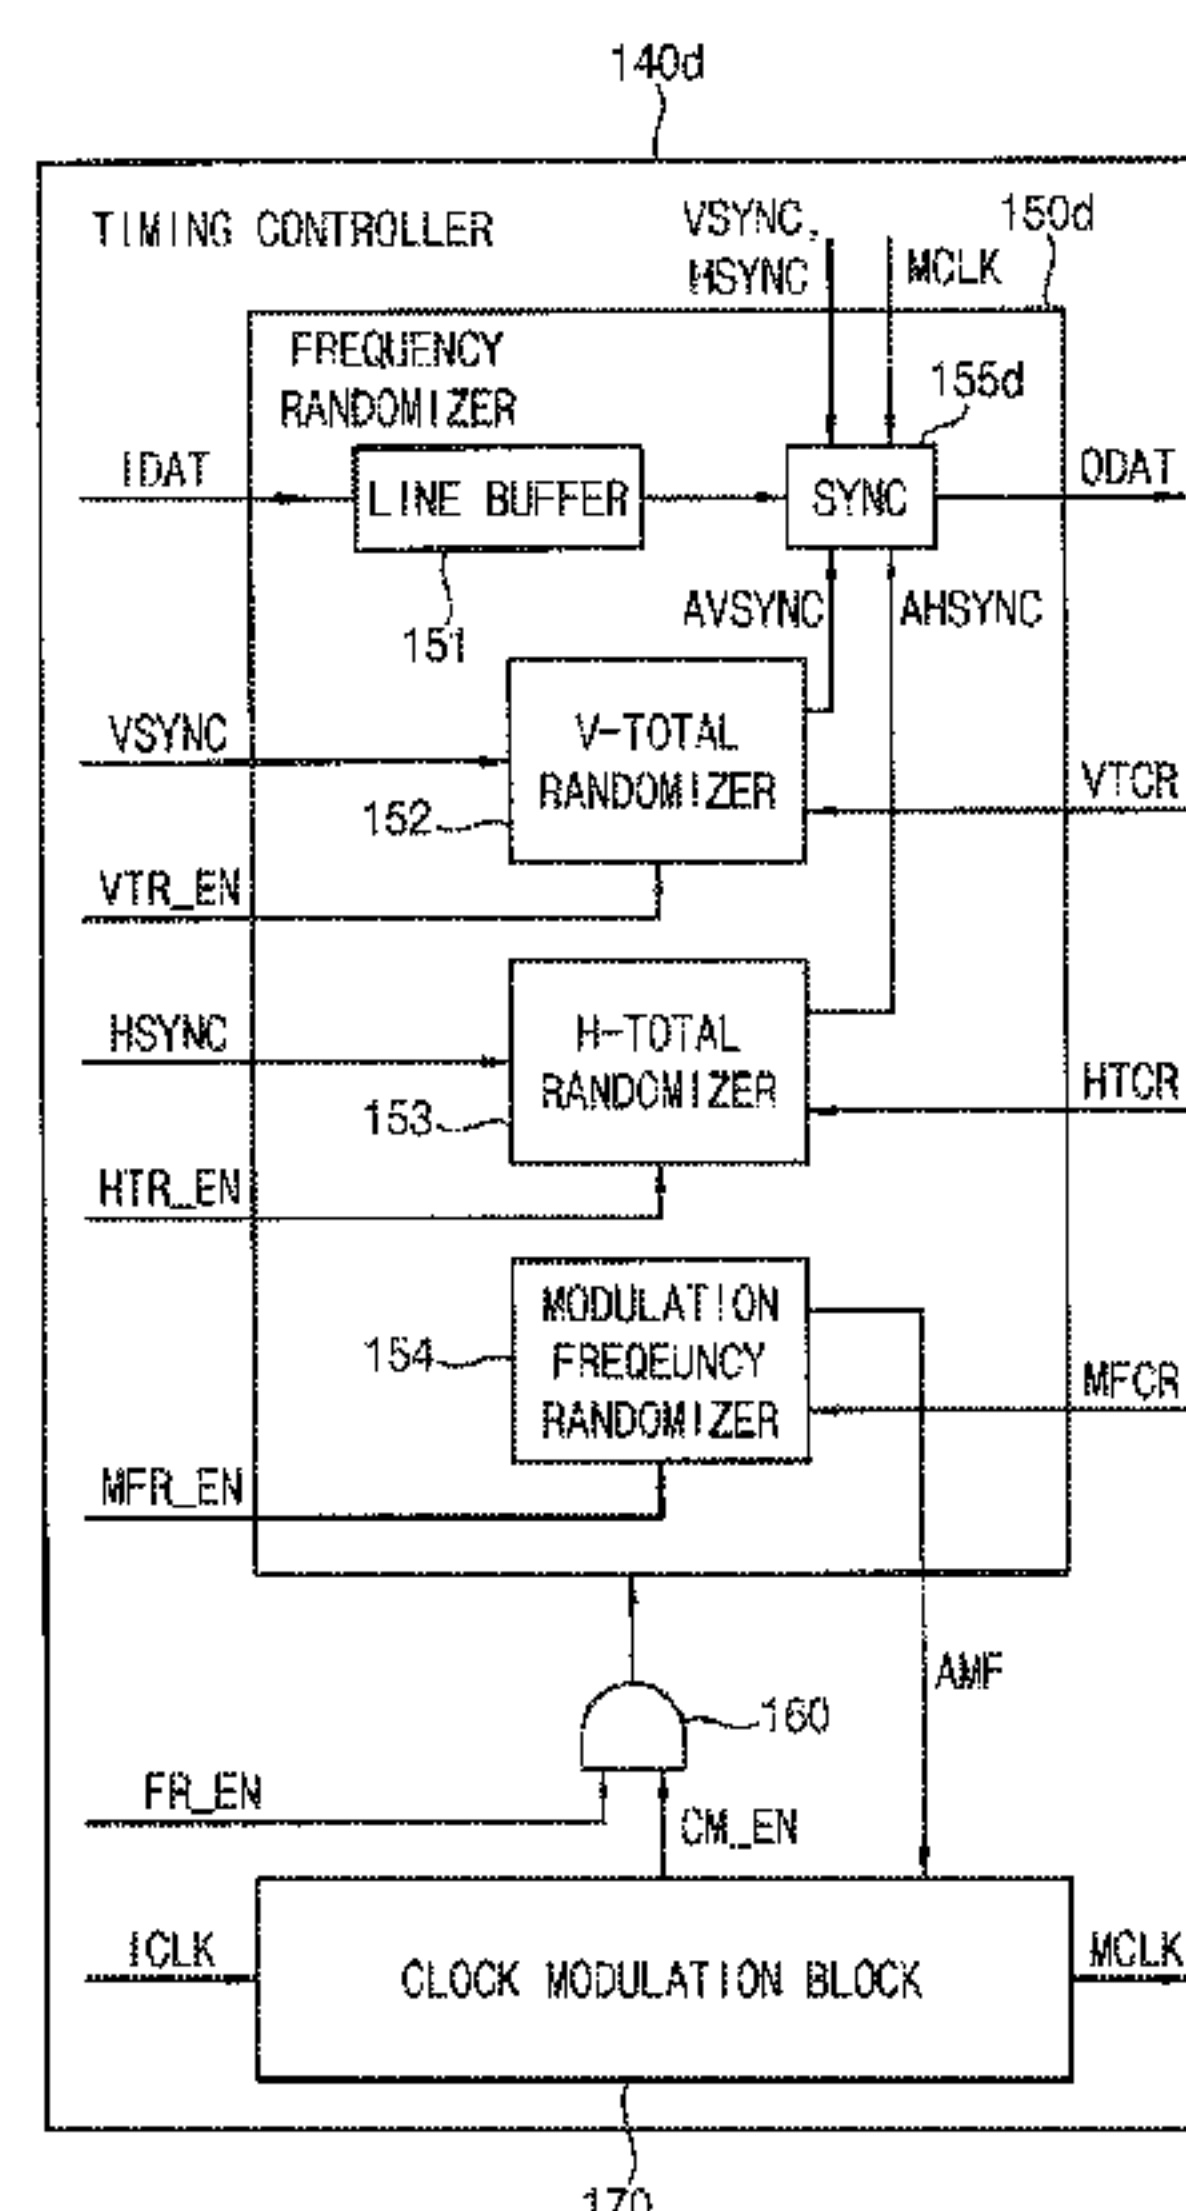 140d
TIMING CONTROLLER
VSYNC,
HSYNC
MCLK
150d
FREQUENCY
RANDOMIZER
155d
IDAT
LINE BUFFER
SYNC
ODAT
151
AVSYNC
AHSYNC
VSYNC
V-TOTAL
RANDOMIZER
152
VTCR
VTR_EN
HSYNC
H-TOTAL
RANDOMIZER
153
HTCR
HTR_EN
MODULATION
FREQEUNCY
RANDOMIZER
154
MFCR
MFR_EN
AMF
160
FR_EN
CM_EN
ICLK
CLOCK MODULATION BLOCK
MCLK
170